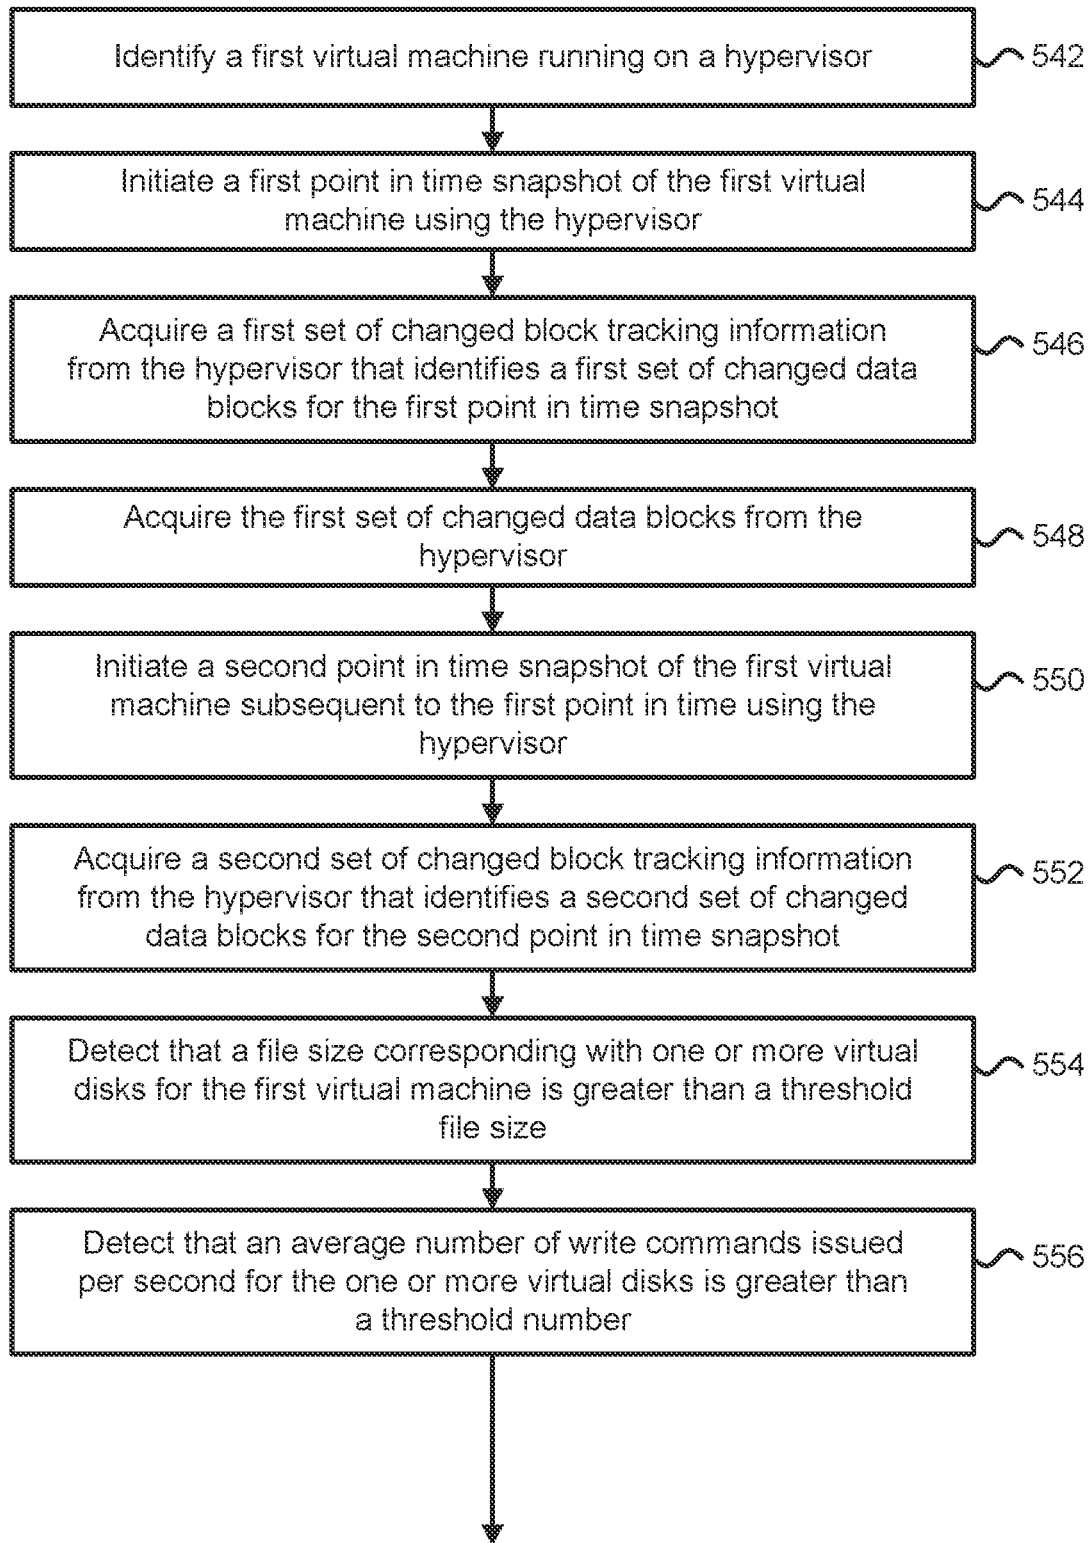 Identify a first virtual machine running on a hypervisor
542
Initiate a first point in time snapshot of the first virtual
machine using the hypervisor
544
Acquire a first set of changed block tracking information
from the hypervisor that identifies a first set of changed data
blocks for the first point in time snapshot
546
Acquire the first set of changed data blocks from the
hypervisor
548
Initiate a second point in time snapshot of the first virtual
machine subsequent to the first point in time using the
hypervisor
550
Acquire a second set of changed block tracking information
from the hypervisor that identifies a second set of changed
data blocks for the second point in time snapshot
552
Detect that a file size corresponding with one or more virtual
disks for the first virtual machine is greater than a threshold
file size
554
Detect that an average number of write commands issued
per second for the one or more virtual disks is greater than
a threshold number
556